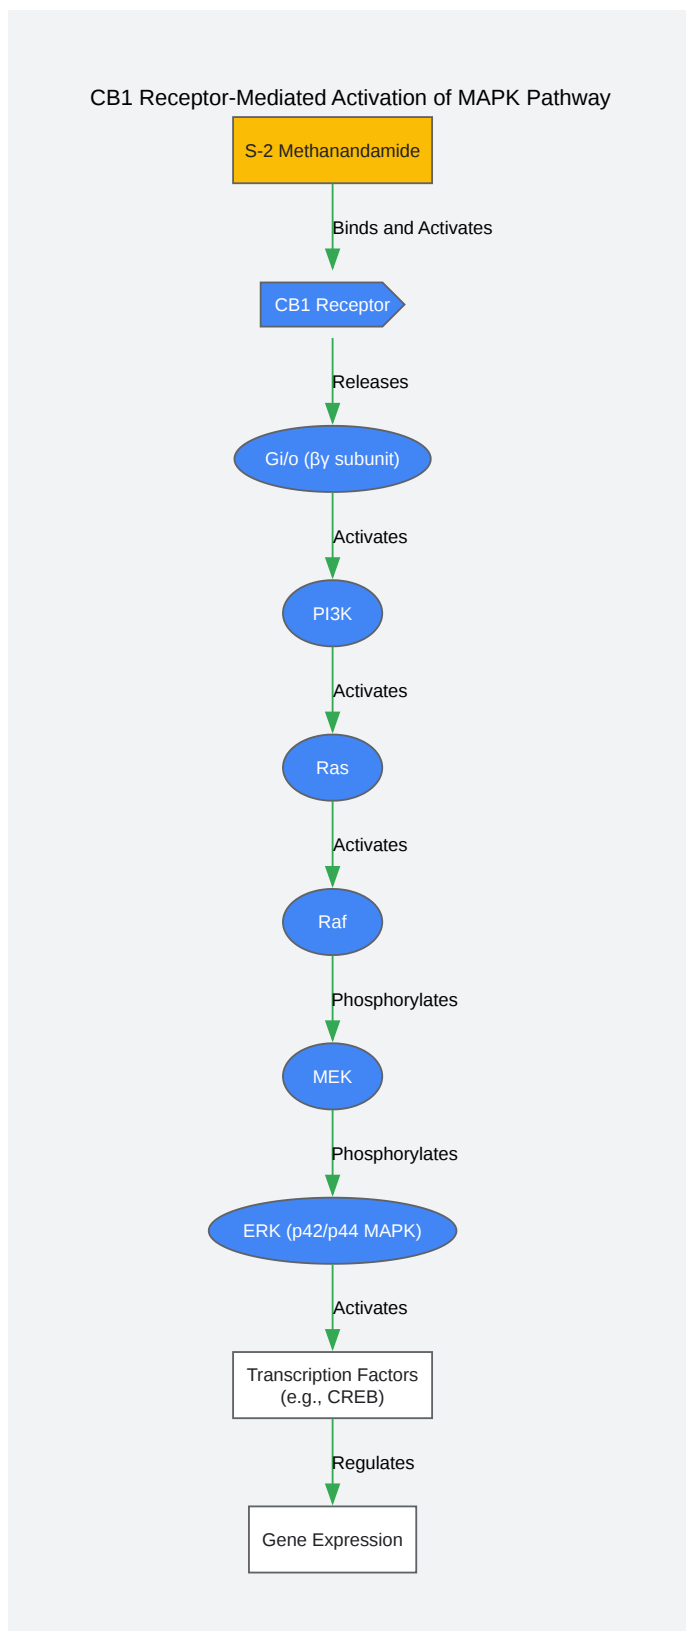 CB1 Receptor-Mediated Activation of MAPK Pathway
S-2 Methanandamide
Binds and Activates
CB1 Receptor
Releases
Gi/o (βγ subunit)
Activates
PI3K
Activates
Ras
Activates
Raf
Phosphorylates
MEK
Phosphorylates
ERK (p42/p44 MAPK)
Activates
Transcription Factors
(e.g., CREB)
Regulates
Gene Expression